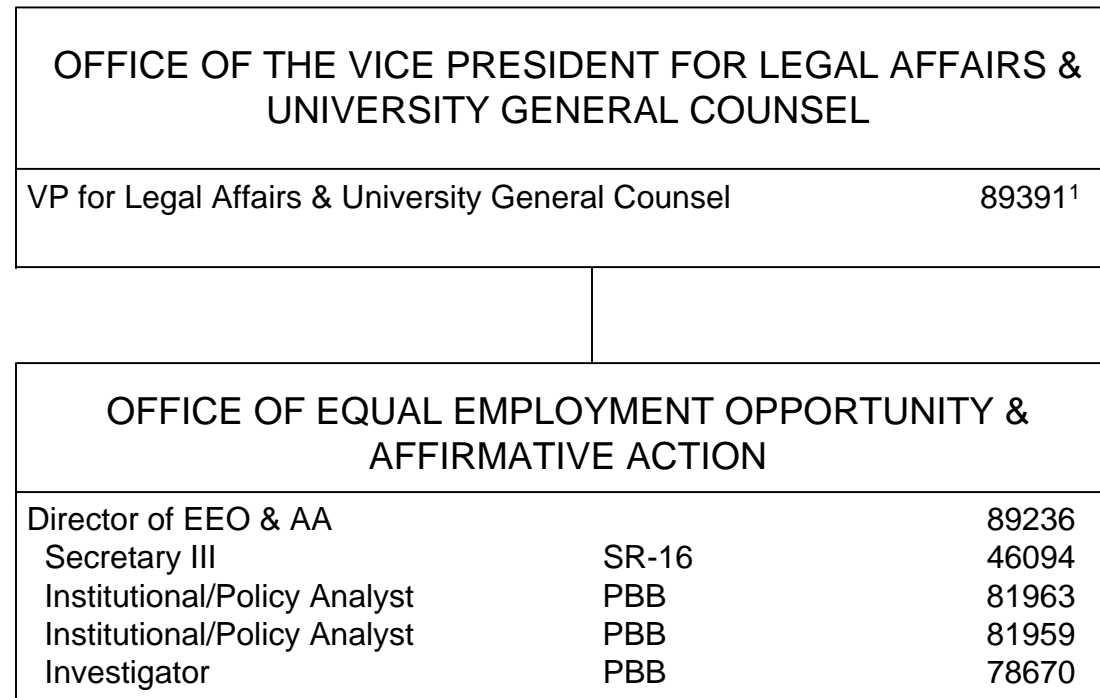 OFFICE OF THE VICE PRESIDENT FOR LEGAL AFFAIRS &
UNIVERSITY GENERAL COUNSEL
VP for Legal Affairs & University General Counsel 89391¹
OFFICE OF EQUAL EMPLOYMENT OPPORTUNITY &
AFFIRMATIVE ACTION
Director of EEO & AA 89236
Secretary III SR-16 46094
Institutional/Policy Analyst PBB 81963
Institutional/Policy Analyst PBB 81959
Investigator PBB 78670